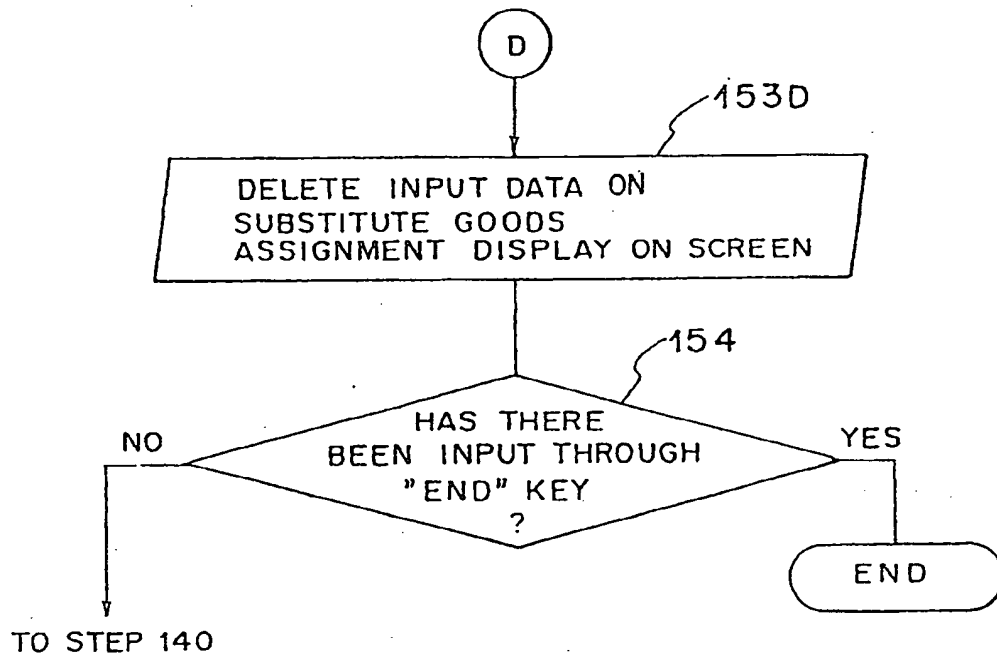 D
153D
DELETE INPUT DATA ON
SUBSTITUTE GOODS
ASSIGNMENT DISPLAY ON SCREEN
154
HAS THERE
BEEN INPUT THROUGH
"END" KEY
?
NO
YES
END
TO STEP 140